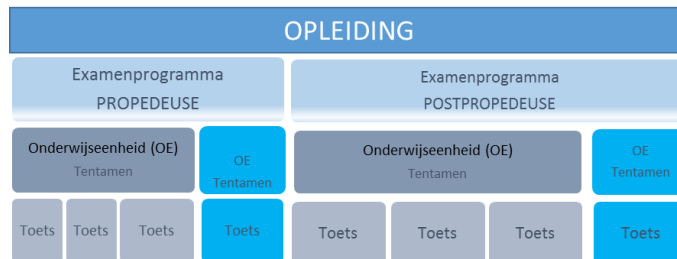 OPLEIDING
Examenprogramma
PROPEDEUSE
Examenprogramma
POSTPROPEDEUSE
Onderwijseenheid (OE)
Tentamen
OE
Tentamen
Onderwijseenheid (OE)
Tentamen
OE
Tentamen
Toets
Toets
Toets
Toets
Toets
Toets
Toets
Toets